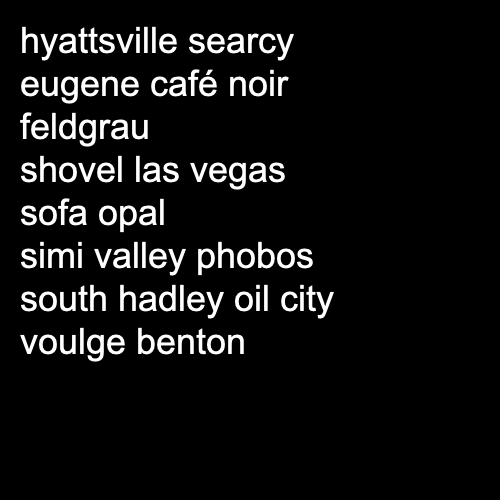 hyattsville searcy
eugene café noir
feldgrau
shovel las vegas
sofa opal
simi valley phobos
south hadley oil city
voulge benton